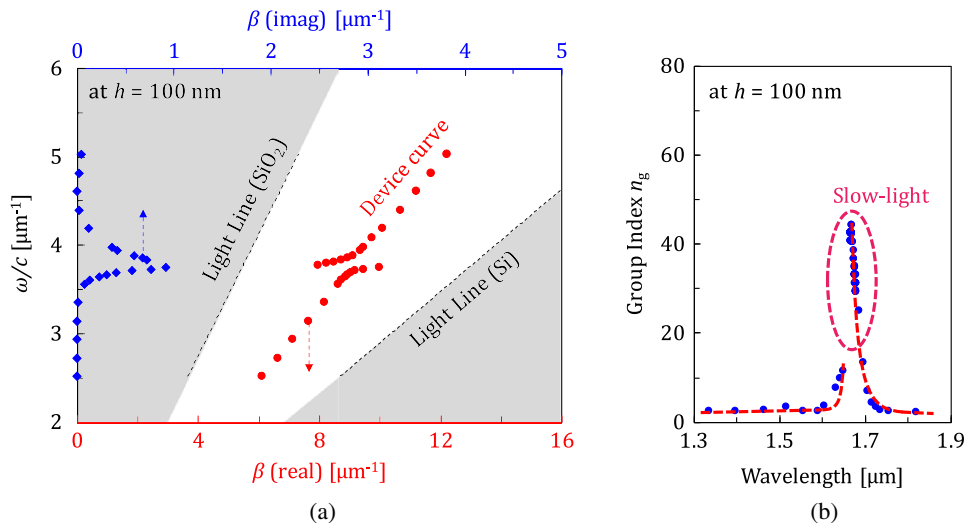 β (imag) [μm⁻¹]
0 1 2 3 4 5
at h = 100 nm
6
5
4
3
2
ω/c [μm⁻¹]
Light Line (SiO₂)
Device curve
Light Line (Si)
0 4 8 12 16
β (real) [μm⁻¹]
(a)
at h = 100 nm
80
60
40
20
0
Group Index n_g
Slow-light
1.3 1.5 1.7 1.9
Wavelength [μm]
(b)